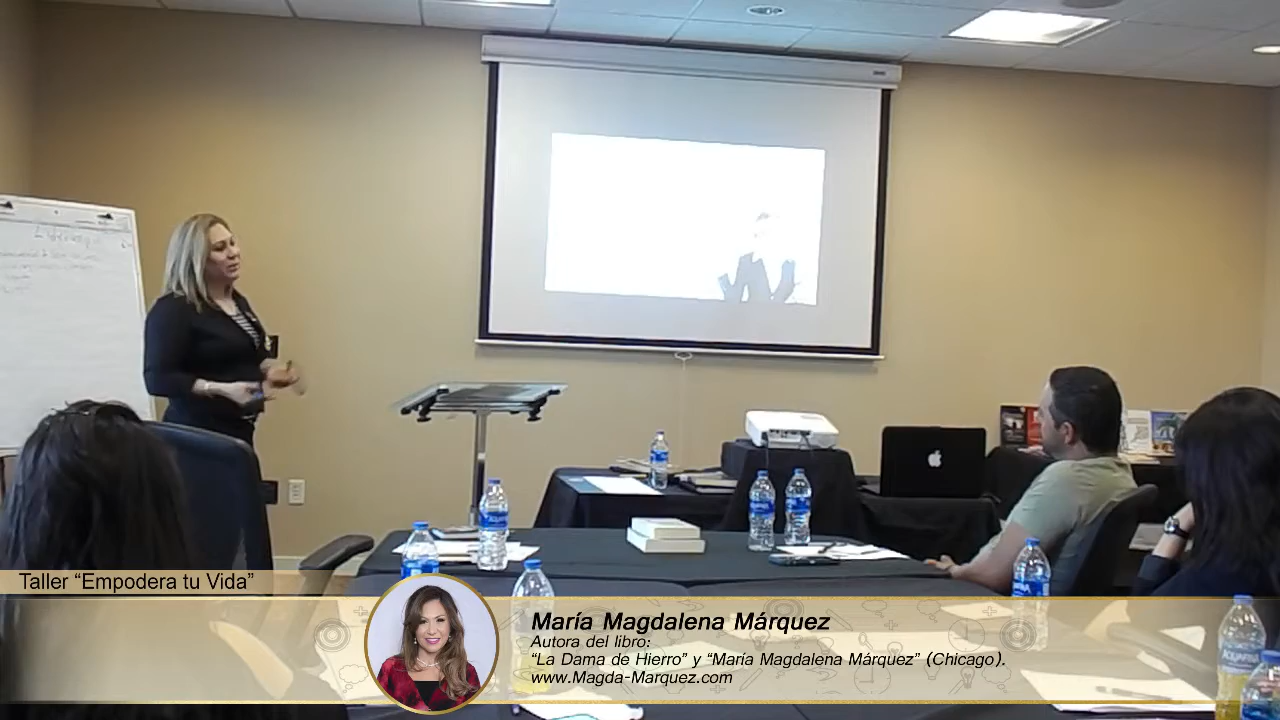 Taller “Empodera tu Vida”
María Magdalena Márquez
Autora del libro:
“La Dama de Hierro” y “María Magdalena Márquez” (Chicago).
www.Magda-Marquez.com